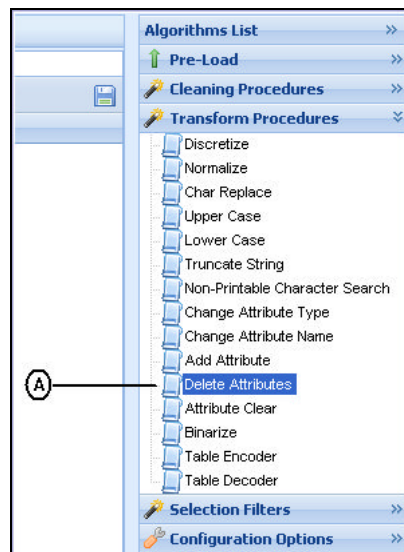 Algorithms List
Pre-Load
Cleaning Procedures
Transform Procedures
Discretize
Normalize
Char Replace
Upper Case
Lower Case
Truncate String
Non-Printable Character Search
Change Attribute Type
Change Attribute Name
Add Attribute
A
Delete Attributes
Attribute Clear
Binarize
Table Encoder
Table Decoder
Selection Filters
Configuration Options